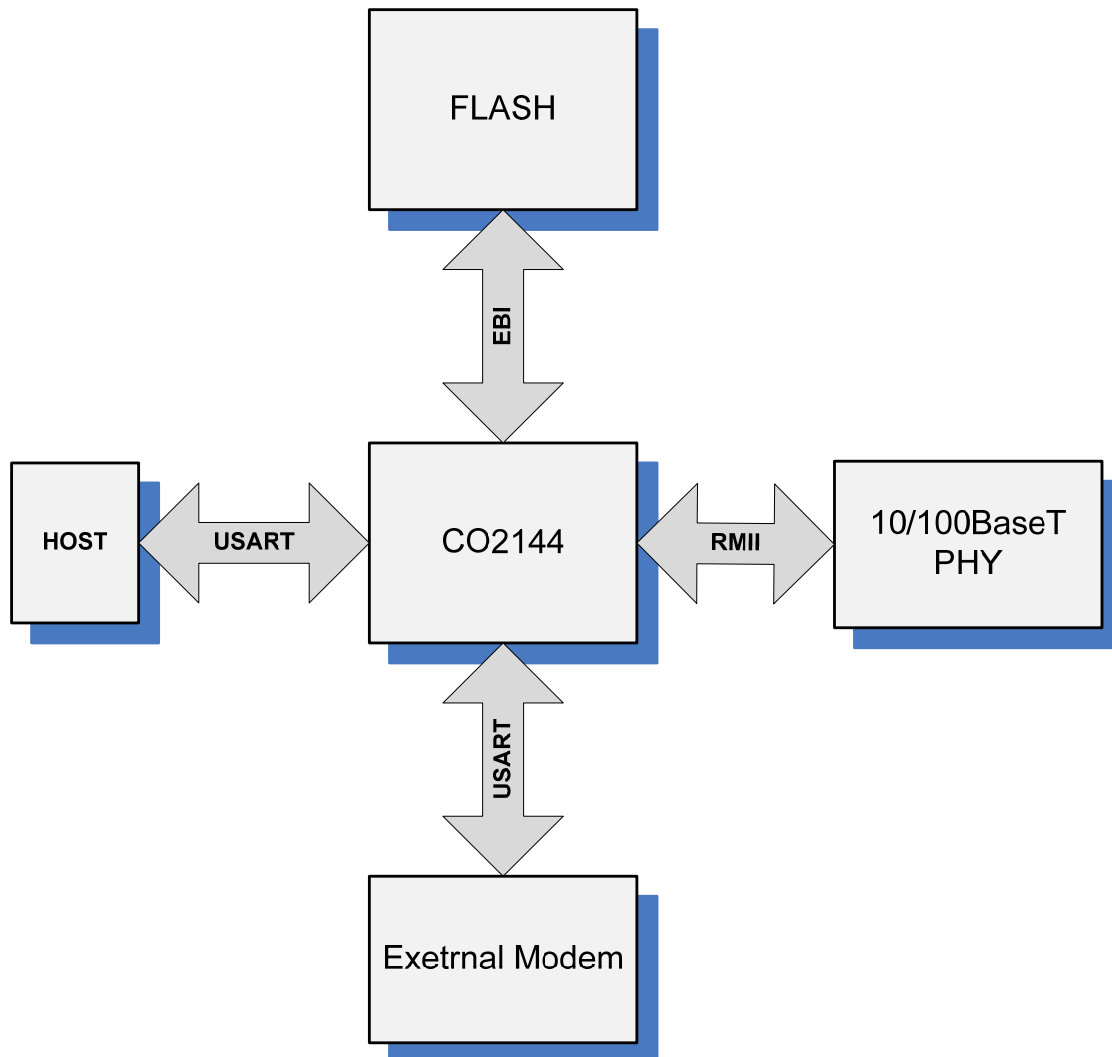 FLASH
EBI
HOST
USART
CO2144
RMII
10/100BaseT
PHY
USART
Exetrnal Modem